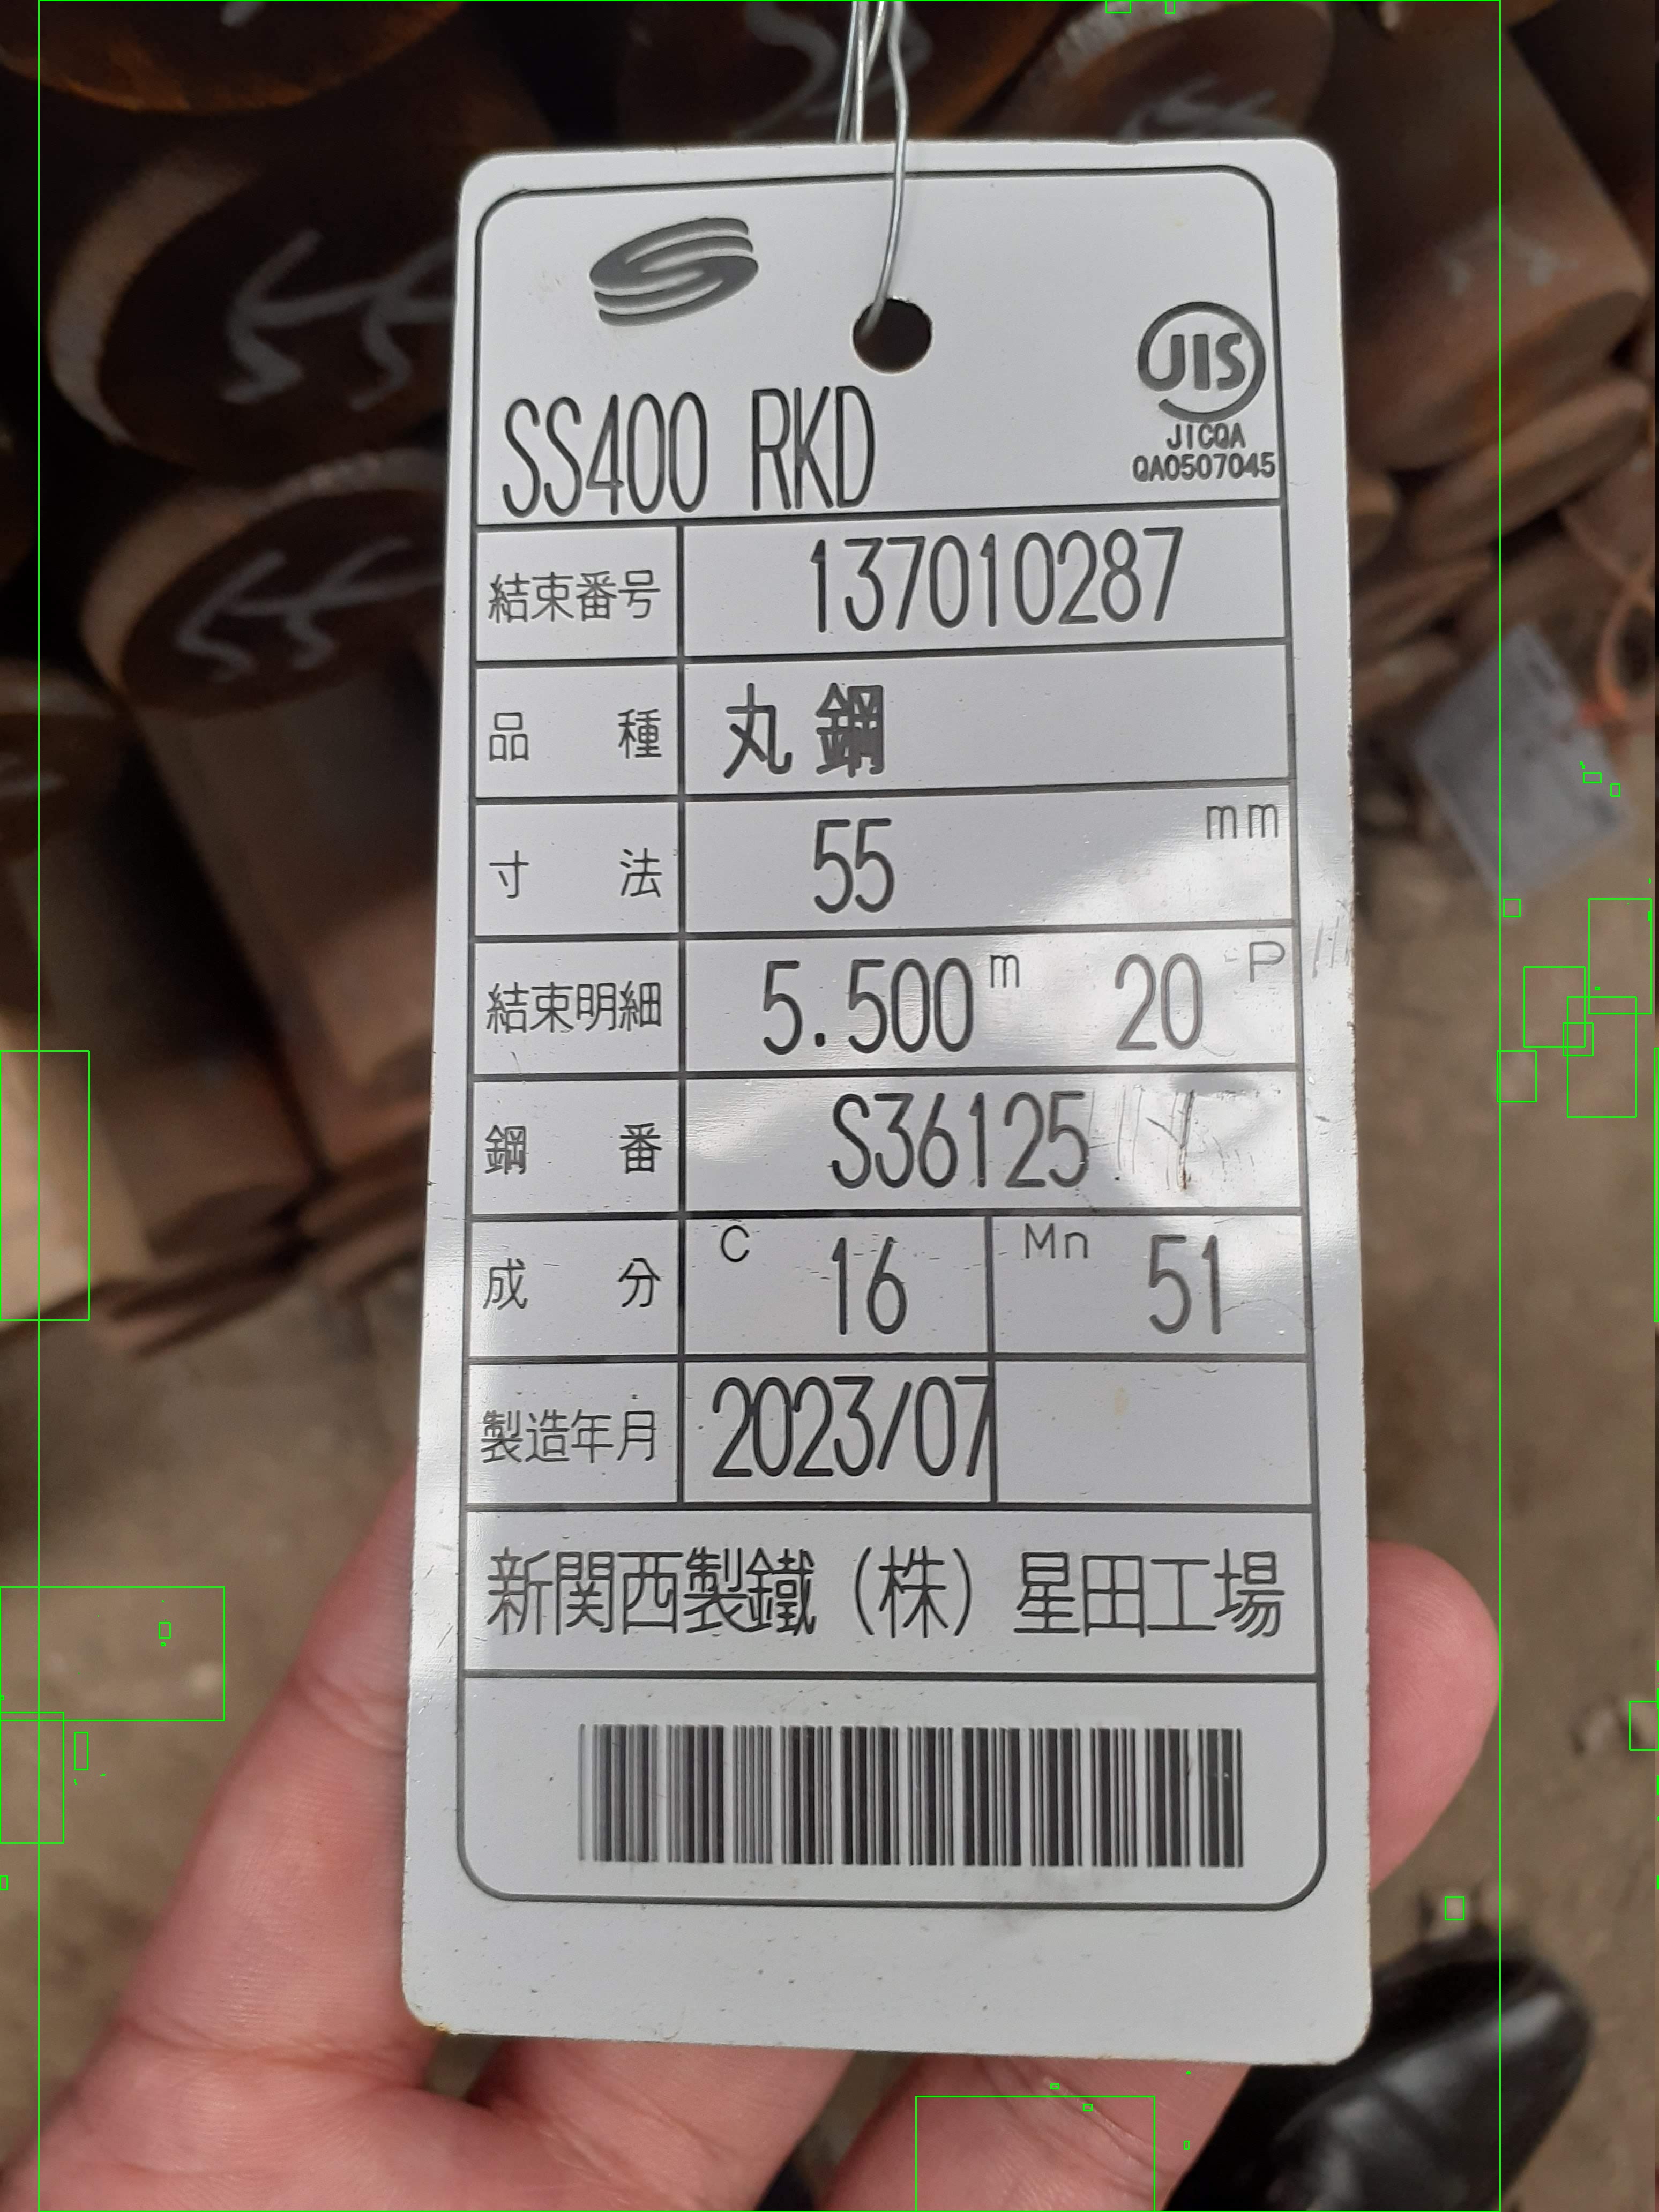 JIS
JICQA
QA0507045
SS400 RKD
結束番号 137010287
品 種 丸鋼
寸 法 55 mm
結束明細 5.500 m 20 P
鋼 番 S36125
成 分 C 16 Mn 51
製造年月 2023/07
新関西製鐵(株)星田工場
55
55